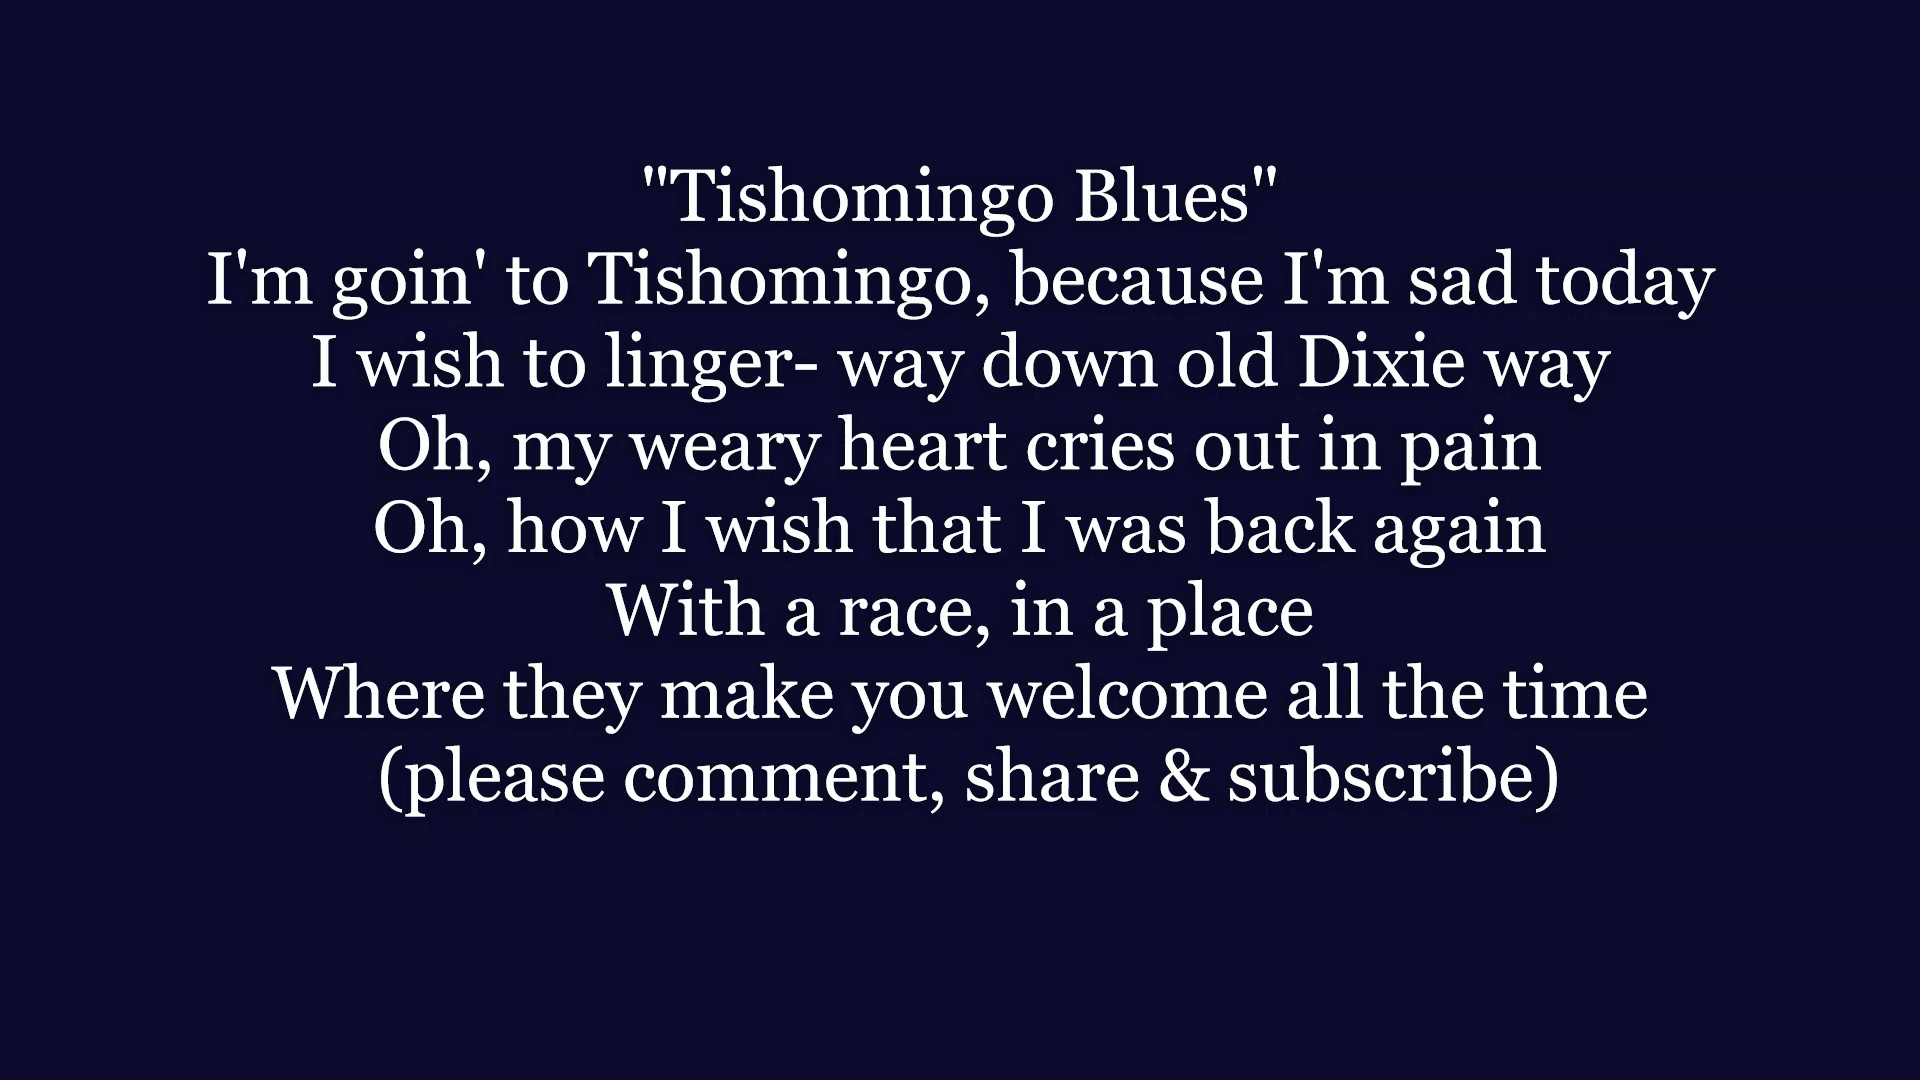 "Tishomingo Blues"
I'm goin' to Tishomingo, because I'm sad today
I wish to linger- way down old Dixie way
Oh, my weary heart cries out in pain
Oh, how I wish that I was back again
With a race, in a place
Where they make you welcome all the time
(please comment, share & subscribe)